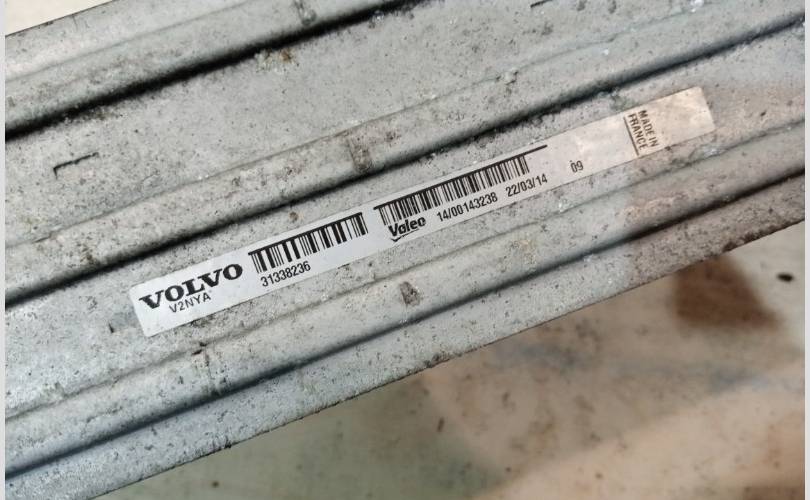 VOLVO
V2NYA
31338236
Valeo
14/00143238 22/03/14
09
MADE IN
FRANCE